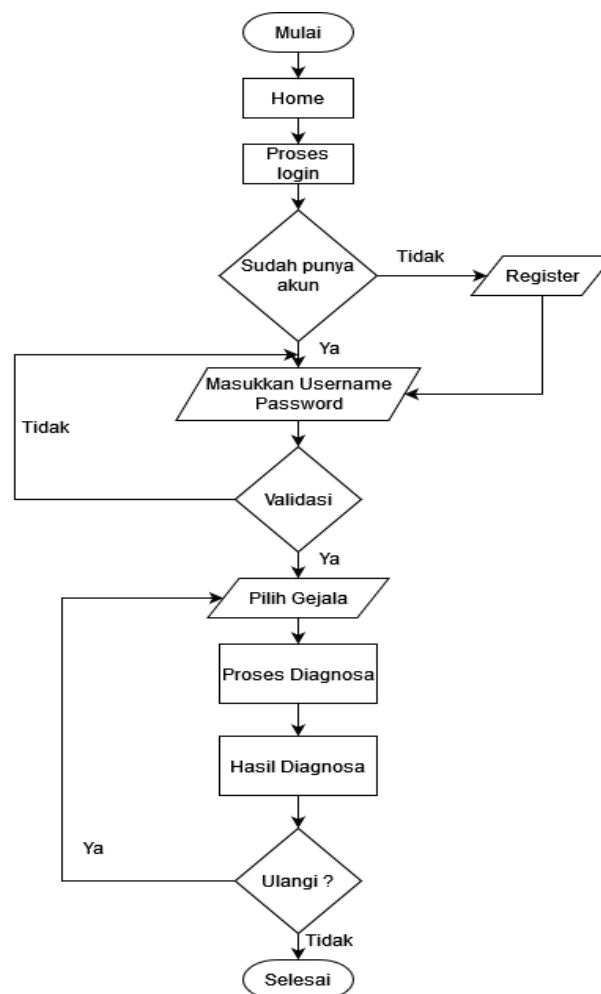 Mulai
Home
Proses
login
Sudah punya
akun
Tidak
Register
Ya
Masukkan Username
Password
Tidak
Validasi
Ya
Pilih Gejala
Proses Diagnosa
Hasil Diagnosa
Ya
Ulangi ?
Tidak
Selesai